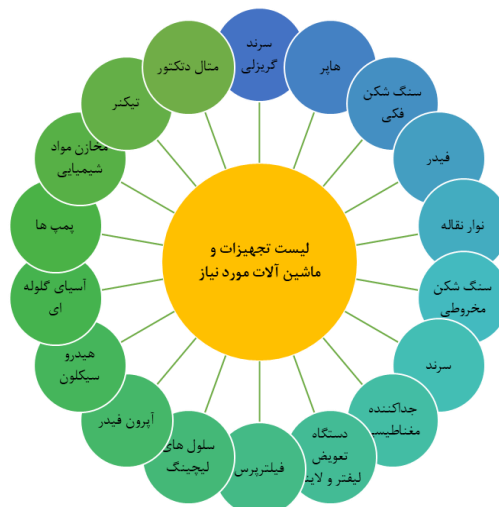 سرند
گریزلی
هاپر
سنگ شکن
فکی
فیدر
نوار نقاله
سنگ شکن
مخروطی
سرند
جداکننده
مغناطیسی
دستگاه
تعویض
لیفتر و لاینر
فیلترپرس
سلول های
لیچینگ
آپرون فیدر
هیدرو
سیکلون
آسیای گلوله
ای
پمپ ها
مخازن مواد
شیمیایی
تیکنر
متال دتکتور
لیست تجهیزات و
ماشین آلات مورد نیاز